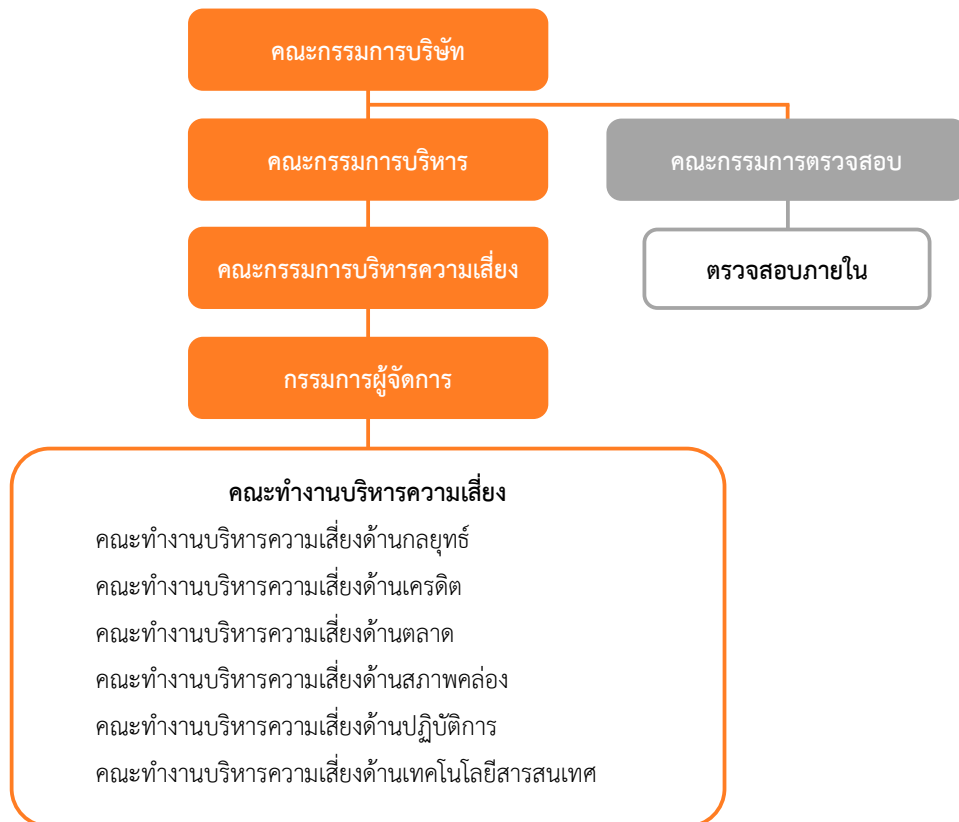 คณะกรรมการบริษัท
คณะกรรมการบริหาร
คณะกรรมการตรวจสอบ
คณะกรรมการบริหารความเสี่ยง
ตรวจสอบภายใน
กรรมการผู้จัดการ
คณะทำงานบริหารความเสี่ยง
คณะทำงานบริหารความเสี่ยงด้านกลยุทธ์
คณะทำงานบริหารความเสี่ยงด้านเครดิต
คณะทำงานบริหารความเสี่ยงด้านตลาด
คณะทำงานบริหารความเสี่ยงด้านสภาพคล่อง
คณะทำงานบริหารความเสี่ยงด้านปฏิบัติการ
คณะทำงานบริหารความเสี่ยงด้านเทคโนโลยีสารสนเทศ